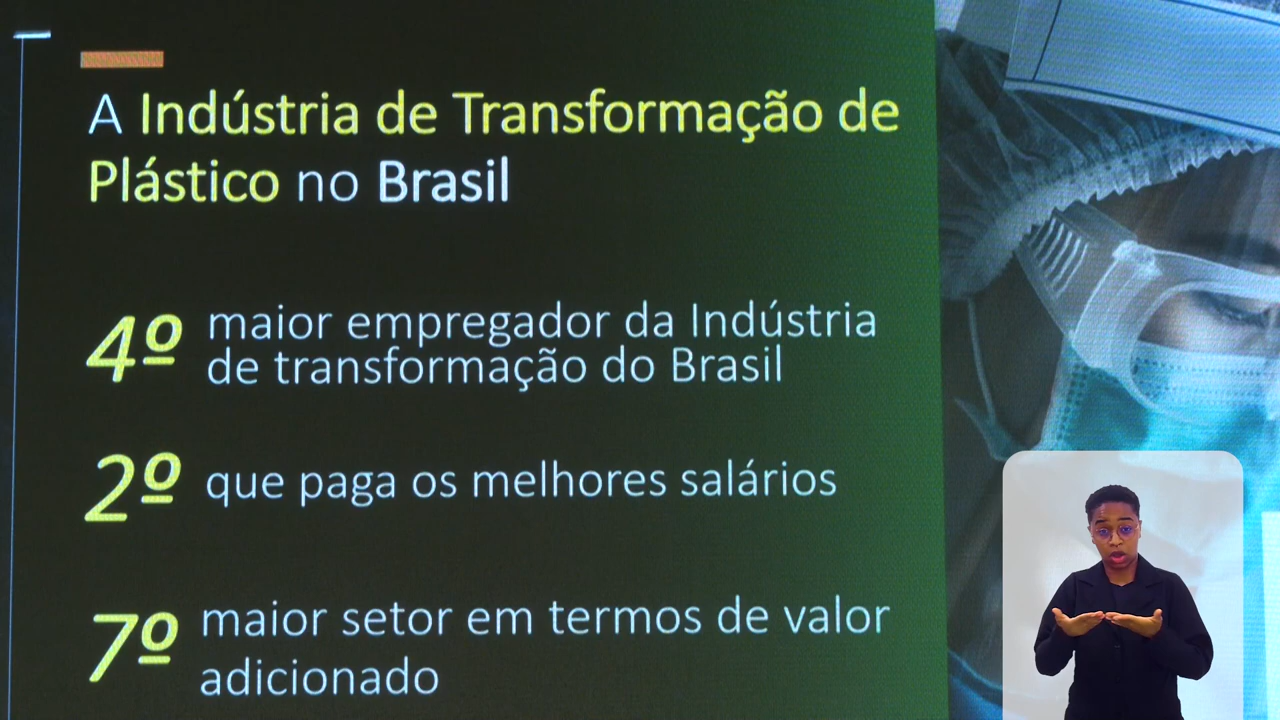 A Indústria de Transformação de
Plástico no Brasil
4º maior empregador da Indústria
de transformação do Brasil
2º que paga os melhores salários
7º maior setor em termos de valor
adicionado